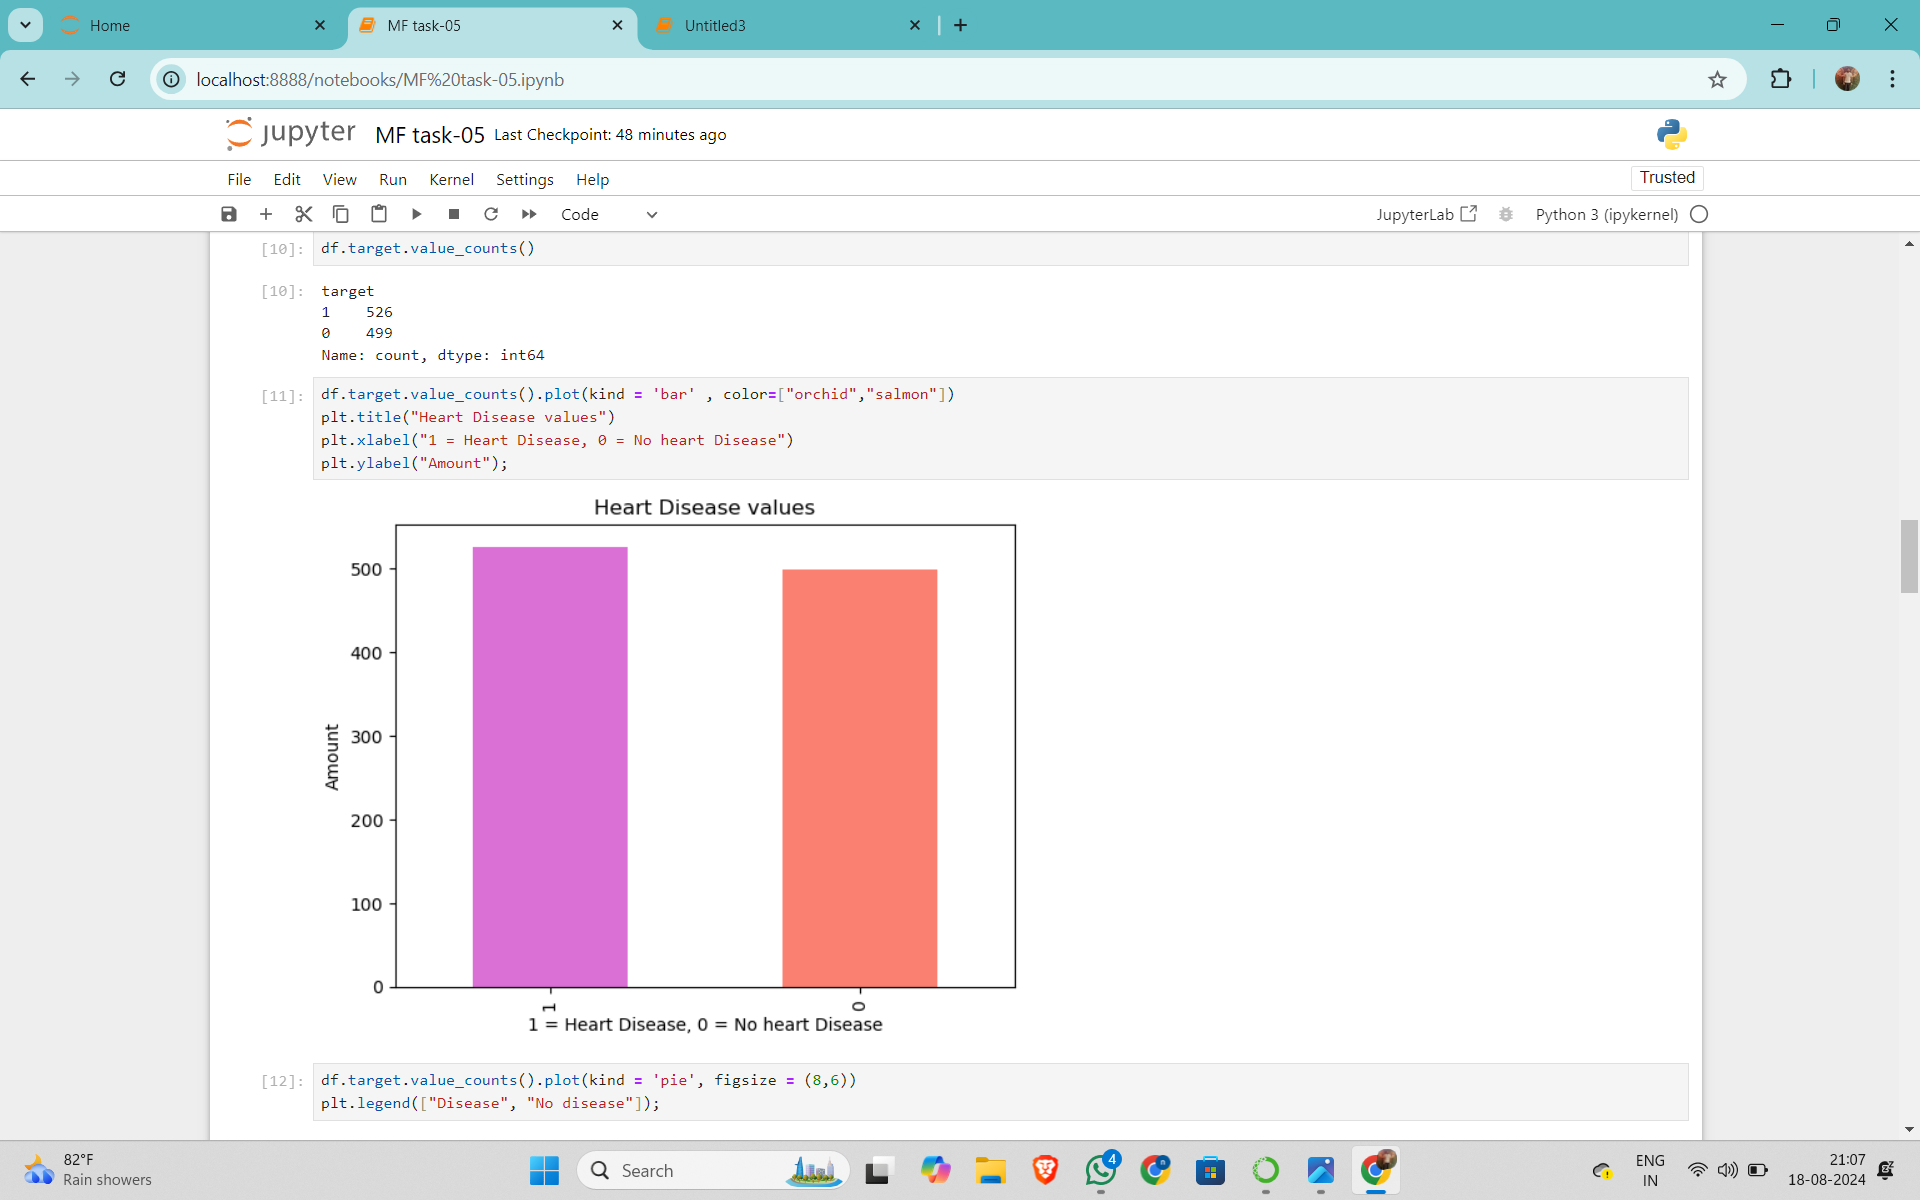 Home
MF task-05
Untitled3
localhost:8888/notebooks/MF%20task-05.ipynb
jupyter MF task-05 Last Checkpoint: 48 minutes ago
File Edit View Run Kernel Settings Help
Trusted
Code
JupyterLab
Python 3 (ipykernel)
[10]: df.target.value_counts()
[10]: target
1    526
0    499
Name: count, dtype: int64
[11]: df.target.value_counts().plot(kind = 'bar' , color=["orchid","salmon"])
plt.title("Heart Disease values")
plt.xlabel("1 = Heart Disease, 0 = No heart Disease")
plt.ylabel("Amount");
Heart Disease values
500
400
300
200
100
0
Amount
1 0
1 = Heart Disease, 0 = No heart Disease
[12]: df.target.value_counts().plot(kind = 'pie', figsize = (8,6))
plt.legend(["Disease", "No disease"]);
82°F
Rain showers
Search
4
ENG
IN
21:07
18-08-2024